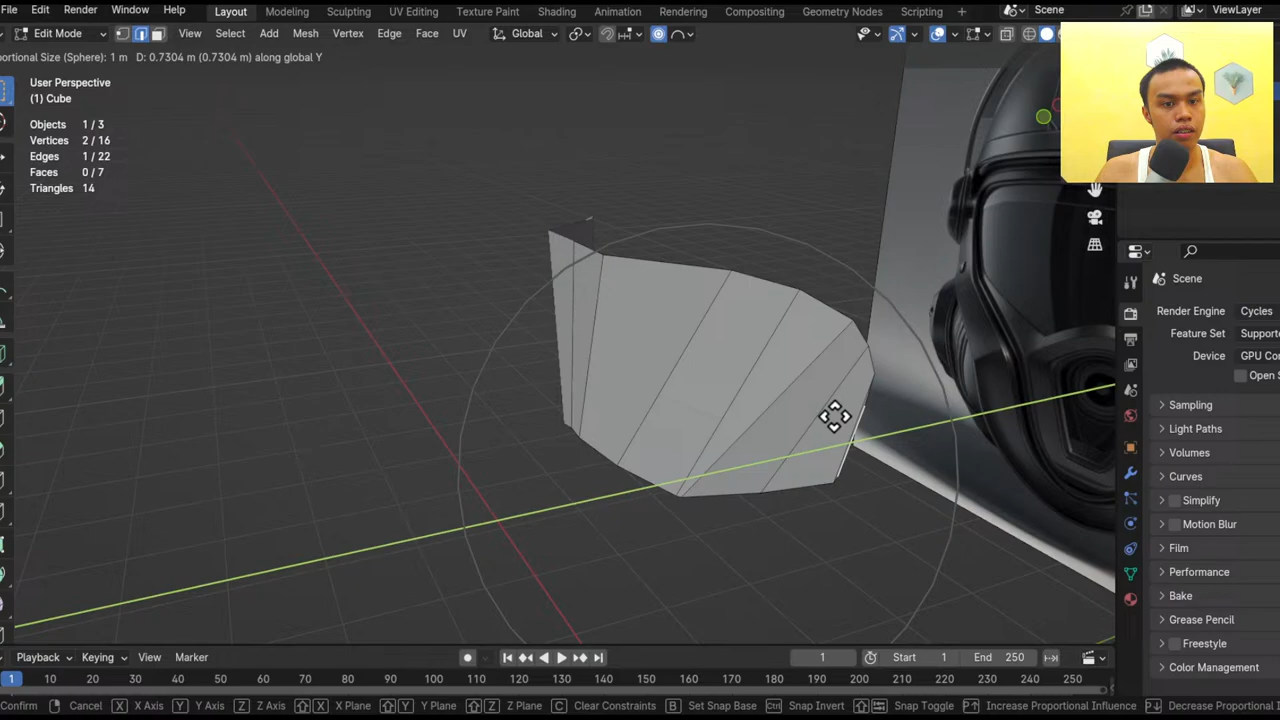 File Edit Render Window Help Layout Modeling Sculpting UV Editing Texture Paint Shading Animation Rendering Compositing Geometry Nodes Scripting + Scene ViewLayer
Edit Mode View Select Add Mesh Vertex Edge Face UV Global
portional Size (Sphere): 1 m D: 0.7304 m (0.7304 m) along global Y
User Perspective
(1) Cube
Objects 1 / 3
Vertices 2 / 16
Edges 1 / 22
Faces 0 / 7
Triangles 14
Scene
Render Engine Cycles
Feature Set Supporte
Device GPU Con
Open S
Sampling
Light Paths
Volumes
Curves
Simplify
Motion Blur
Film
Performance
Bake
Grease Pencil
Freestyle
Color Management
Playback Keying View Marker 1 Start 1 End 250
1 10 20 30 40 50 60 70 80 90 100 110 120 130 140 150 160 170 180 190 200 210 220 230 240 250
Confirm Cancel X X Axis Y Y Axis Z Z Axis X X Plane Y Y Plane Z Z Plane C Clear Constraints B Set Snap Base Ctrl Snap Invert Snap Toggle Increase Proportional Influence Decrease Proportional I